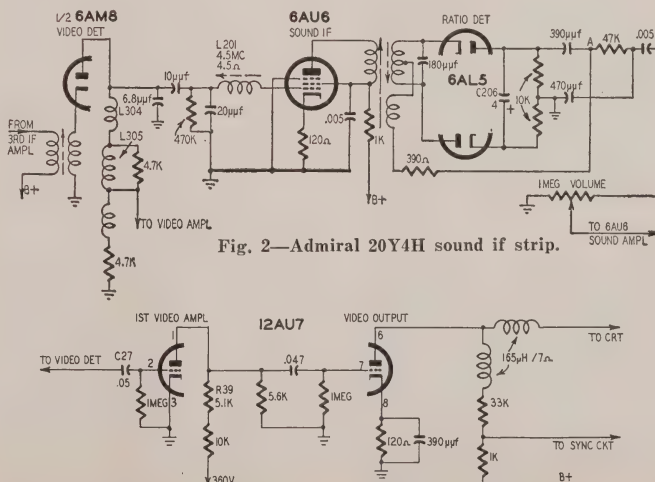 1/2 6AM8
VIDEO DET
L304
6.8μμf
L305
FROM
3RD IF
AMPL
B+
4.7K
TO VIDEO AMPL
4.7K
10μμf
470K
20μμf
L201
4.5MC
4.5Ω
6AU6
SOUND IF
120Ω
.005
1K
B+
180μμf
RATIO DET
6AL5
390Ω
C206
4
+
10K
390μμf
A
47K
.005
470μμf
1MEG VOLUME
TO 6AU6
SOUND AMPL
Fig. 2—Admiral 20Y4H sound if strip.
1ST VIDEO AMPL
12AU7
VIDEO OUTPUT
TO VIDEO DET
C27
.05
1MEG
1
2
3
R39
5.1K
10K
360V
5.6K
.047
1MEG
6
7
8
120Ω
390μμf
165μH/7Ω
TO CRT
33K
TO SYNC CKT
1K
B+